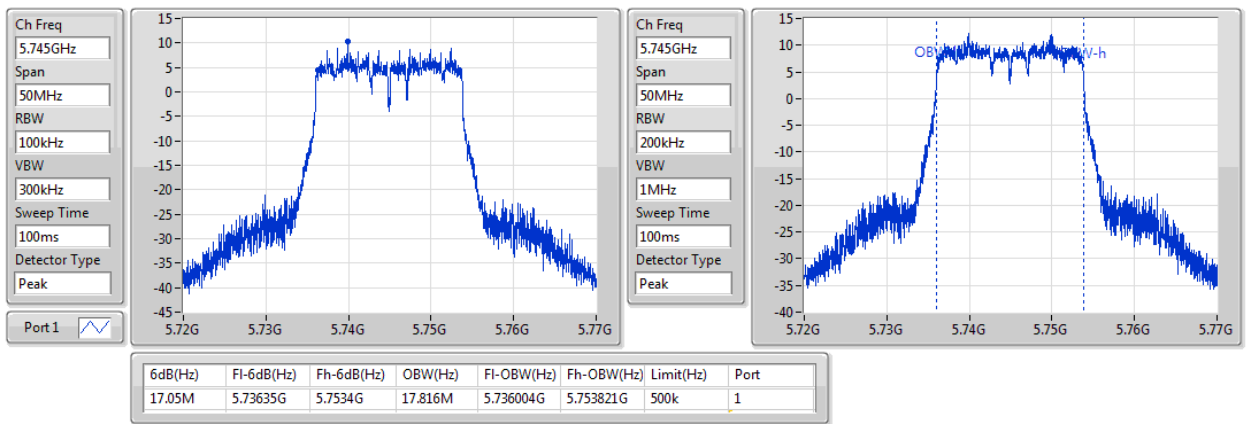 Ch Freq
5.745GHz
Span
50MHz
RBW
100kHz
VBW
300kHz
Sweep Time
100ms
Detector Type
Peak
Port 1
15-
10-
5-
0-
-5-
-10-
-15-
-20-
-25-
-30-
-35-
-40-
-45-
5.72G 5.73G 5.74G 5.75G 5.76G 5.77G
Ch Freq
5.745GHz
Span
50MHz
RBW
200kHz
VBW
1MHz
Sweep Time
100ms
Detector Type
Peak
15-
10-
5-
0-
-5-
-10-
-15-
-20-
-25-
-30-
-35-
-40-
5.72G 5.73G 5.74G 5.75G 5.76G 5.77G
6dB(Hz) Fl-6dB(Hz) Fh-6dB(Hz) OBW(Hz) Fl-OBW(Hz) Fh-OBW(Hz) Limit(Hz) Port
17.05M 5.73635G 5.7534G 17.816M 5.736004G 5.753821G 500k 1